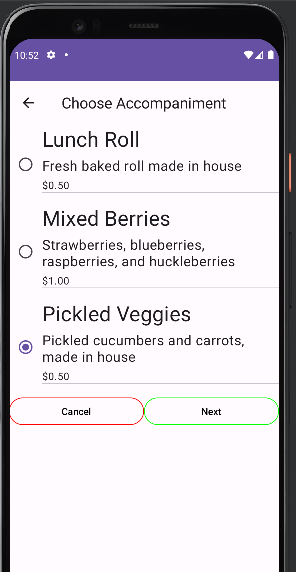 10:52
Choose Accompaniment
Lunch Roll
Fresh baked roll made in house
$0.50
Mixed Berries
Strawberries, blueberries,
raspberries, and huckleberries
$1.00
Pickled Veggies
Pickled cucumbers and carrots,
made in house
$0.50
Cancel Next